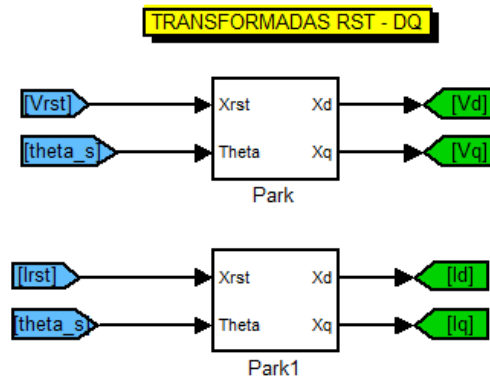 TRANSFORMADAS RST - DQ
[Vrst] Xrst Xd [Vd]
[theta_s] Theta Xq [Vq]
Park
[Irst] Xrst Xd [Id]
[theta_s] Theta Xq [Iq]
Park1